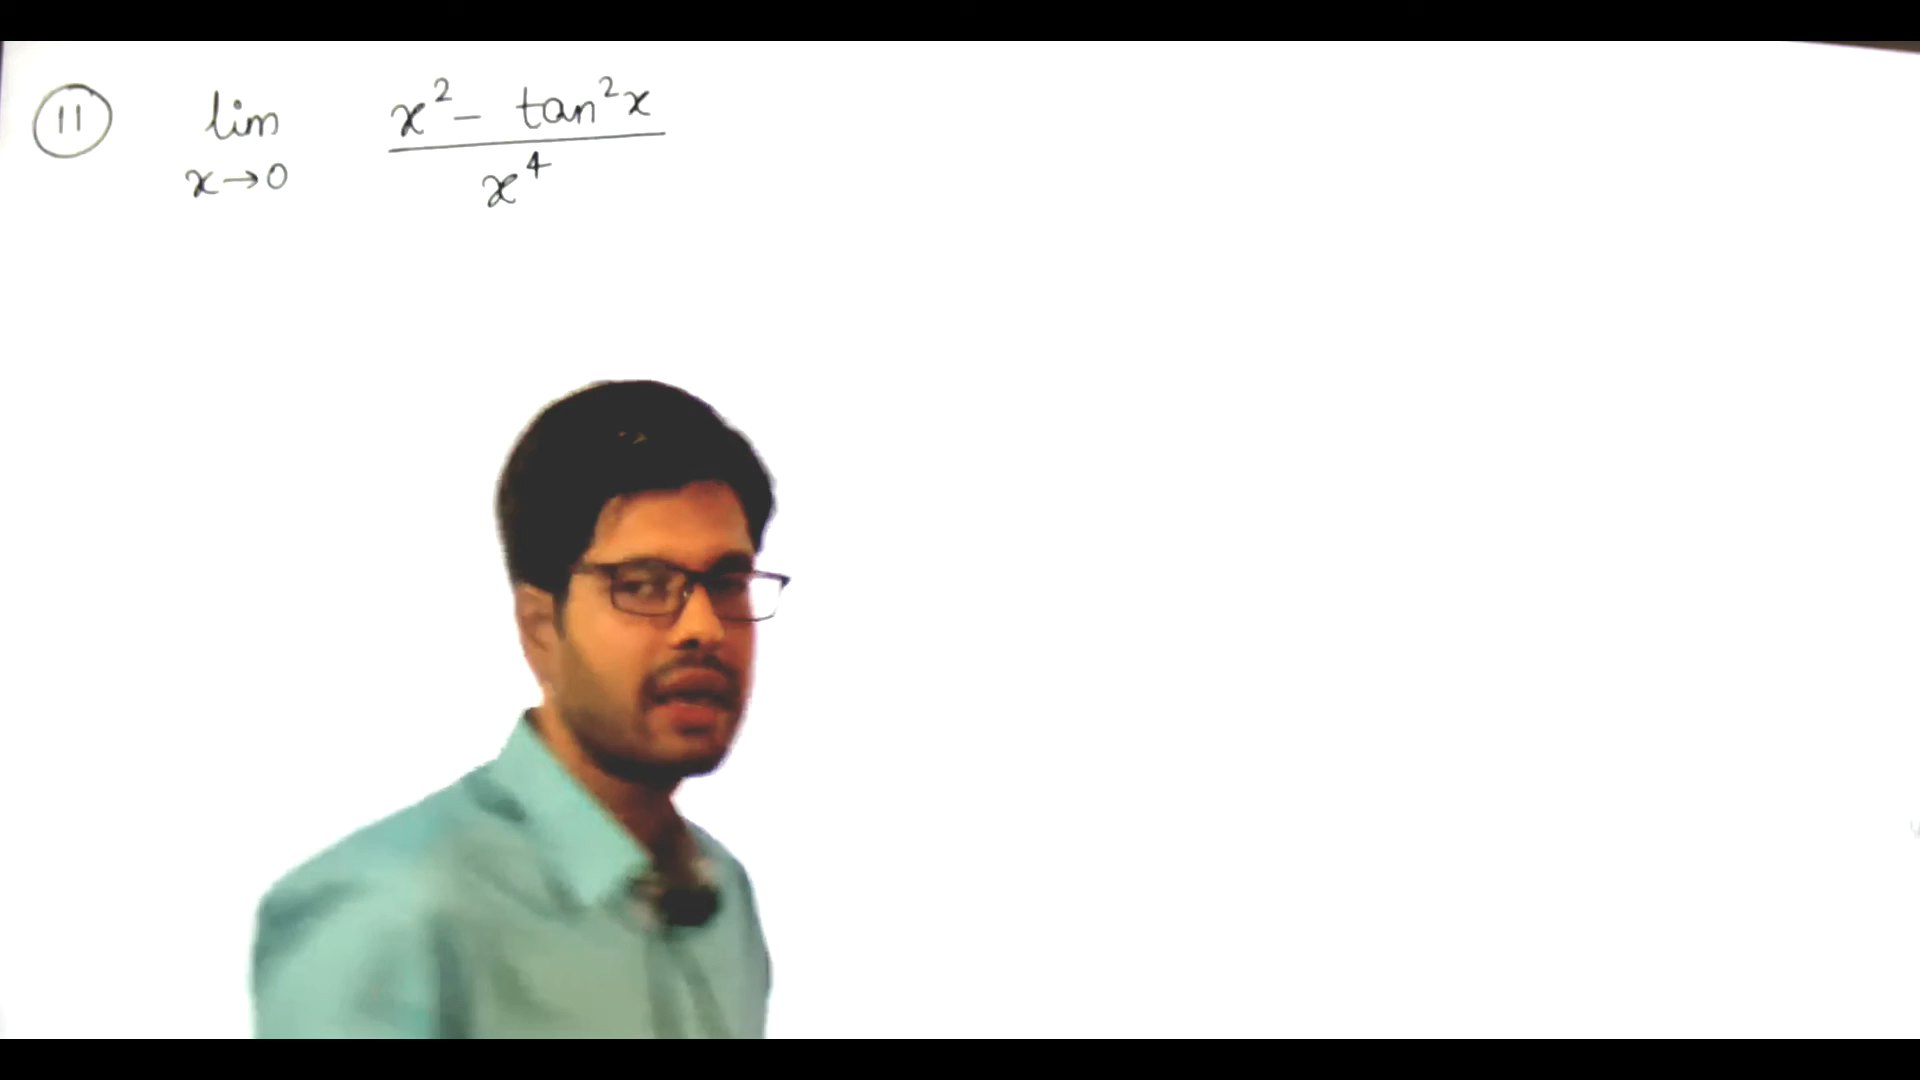 ⑪ lim x→0 (x² - tan²x) / x⁴